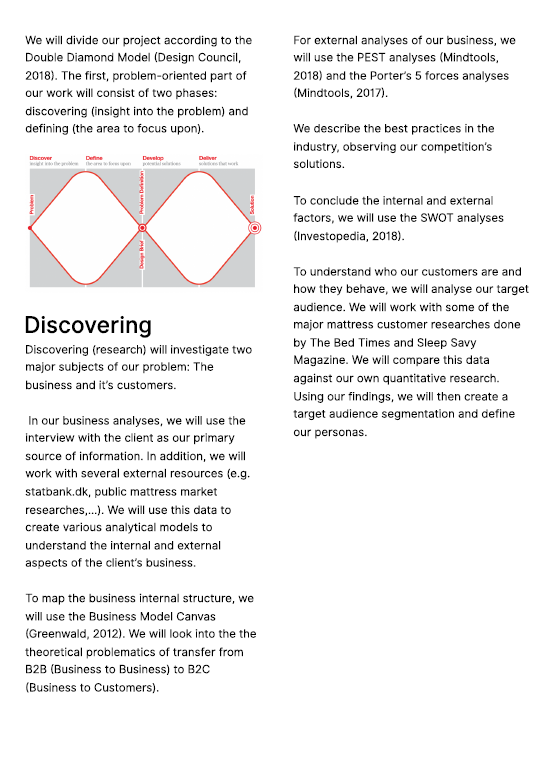 We will divide our project according to the
Double Diamond Model (Design Council,
2018). The first, problem-oriented part of
our work will consist of two phases:
discovering (insight into the problem) and
defining (the area to focus upon).
Discover
insight into the problem
Define
the area to focus upon
Develop
potential solutions
Deliver
solutions that work
Problem
Problem Definition
Design Brief
Solution
Discovering
Discovering (research) will investigate two
major subjects of our problem: The
business and it's customers.
In our business analyses, we will use the
interview with the client as our primary
source of information. In addition, we will
work with several external resources (e.g.
statbank.dk, public mattress market
researches,...). We will use this data to
create various analytical models to
understand the internal and external
aspects of the client's business.
To map the business internal structure, we
will use the Business Model Canvas
(Greenwald, 2012). We will look into the the
theoretical problematics of transfer from
B2B (Business to Business) to B2C
(Business to Customers).
For external analyses of our business, we
will use the PEST analyses (Mindtools,
2018) and the Porter's 5 forces analyses
(Mindtools, 2017).
We describe the best practices in the
industry, observing our competition's
solutions.
To conclude the internal and external
factors, we will use the SWOT analyses
(Investopedia, 2018).
To understand who our customers are and
how they behave, we will analyse our target
audience. We will work with some of the
major mattress customer researches done
by The Bed Times and Sleep Savy
Magazine. We will compare this data
against our own quantitative research.
Using our findings, we will then create a
target audience segmentation and define
our personas.